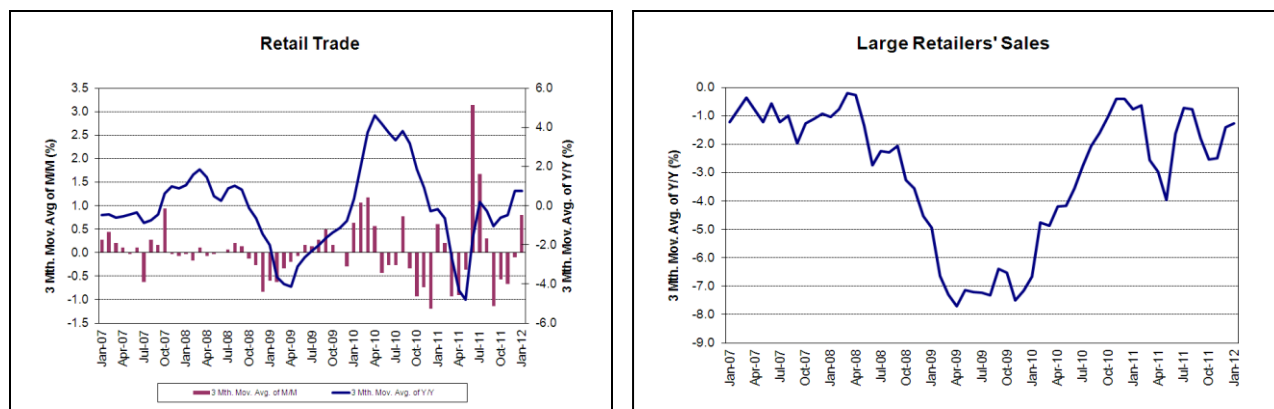 Retail Trade
3 Mth. Mov. Avg of M/M (%)
3.5
3.0
2.5
2.0
1.5
1.0
0.5
0.0
-0.5
-1.0
-1.5
6.0
4.0
2.0
0.0
-2.0
-4.0
-6.0
3 Mth. Mov. Avg. of Y/Y (%)
Jan-07
Apr-07
Jul-07
Oct-07
Jan-08
Apr-08
Jul-08
Oct-08
Jan-09
Apr-09
Jul-09
Oct-09
Jan-10
Apr-10
Jul-10
Oct-10
Jan-11
Apr-11
Jul-11
Oct-11
Jan-12
3 Mth. Mov. Avg. of M/M
3 Mth. Mov. Avg. of Y/Y
Large Retailers' Sales
3 Mth. Mov. Avg. of Y/Y (%)
0.0
-1.0
-2.0
-3.0
-4.0
-5.0
-6.0
-7.0
-8.0
-9.0
Jan-07
Apr-07
Jul-07
Oct-07
Jan-08
Apr-08
Jul-08
Oct-08
Jan-09
Apr-09
Jul-09
Oct-09
Jan-10
Apr-10
Jul-10
Oct-10
Jan-11
Apr-11
Jul-11
Oct-11
Jan-12